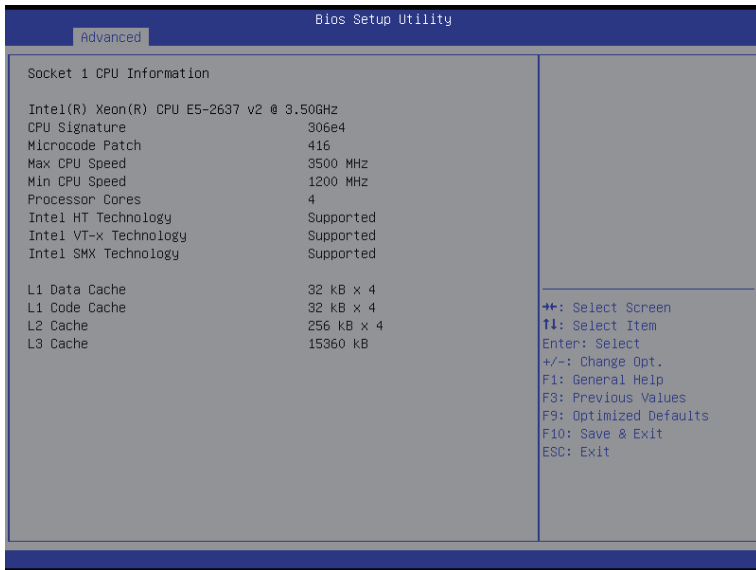 Bios Setup Utility
Advanced
Socket 1 CPU Information
Intel(R) Xeon(R) CPU E5-2637 v2 @ 3.50GHz
CPU Signature 306e4
Microcode Patch 416
Max CPU Speed 3500 MHz
Min CPU Speed 1200 MHz
Processor Cores 4
Intel HT Technology Supported
Intel VT-x Technology Supported
Intel SMX Technology Supported
L1 Data Cache 32 kB x 4
L1 Code Cache 32 kB x 4
L2 Cache 256 kB x 4
L3 Cache 15360 kB
→←: Select Screen
↑↓: Select Item
Enter: Select
+/-: Change Opt.
F1: General Help
F3: Previous Values
F9: Optimized Defaults
F10: Save & Exit
ESC: Exit